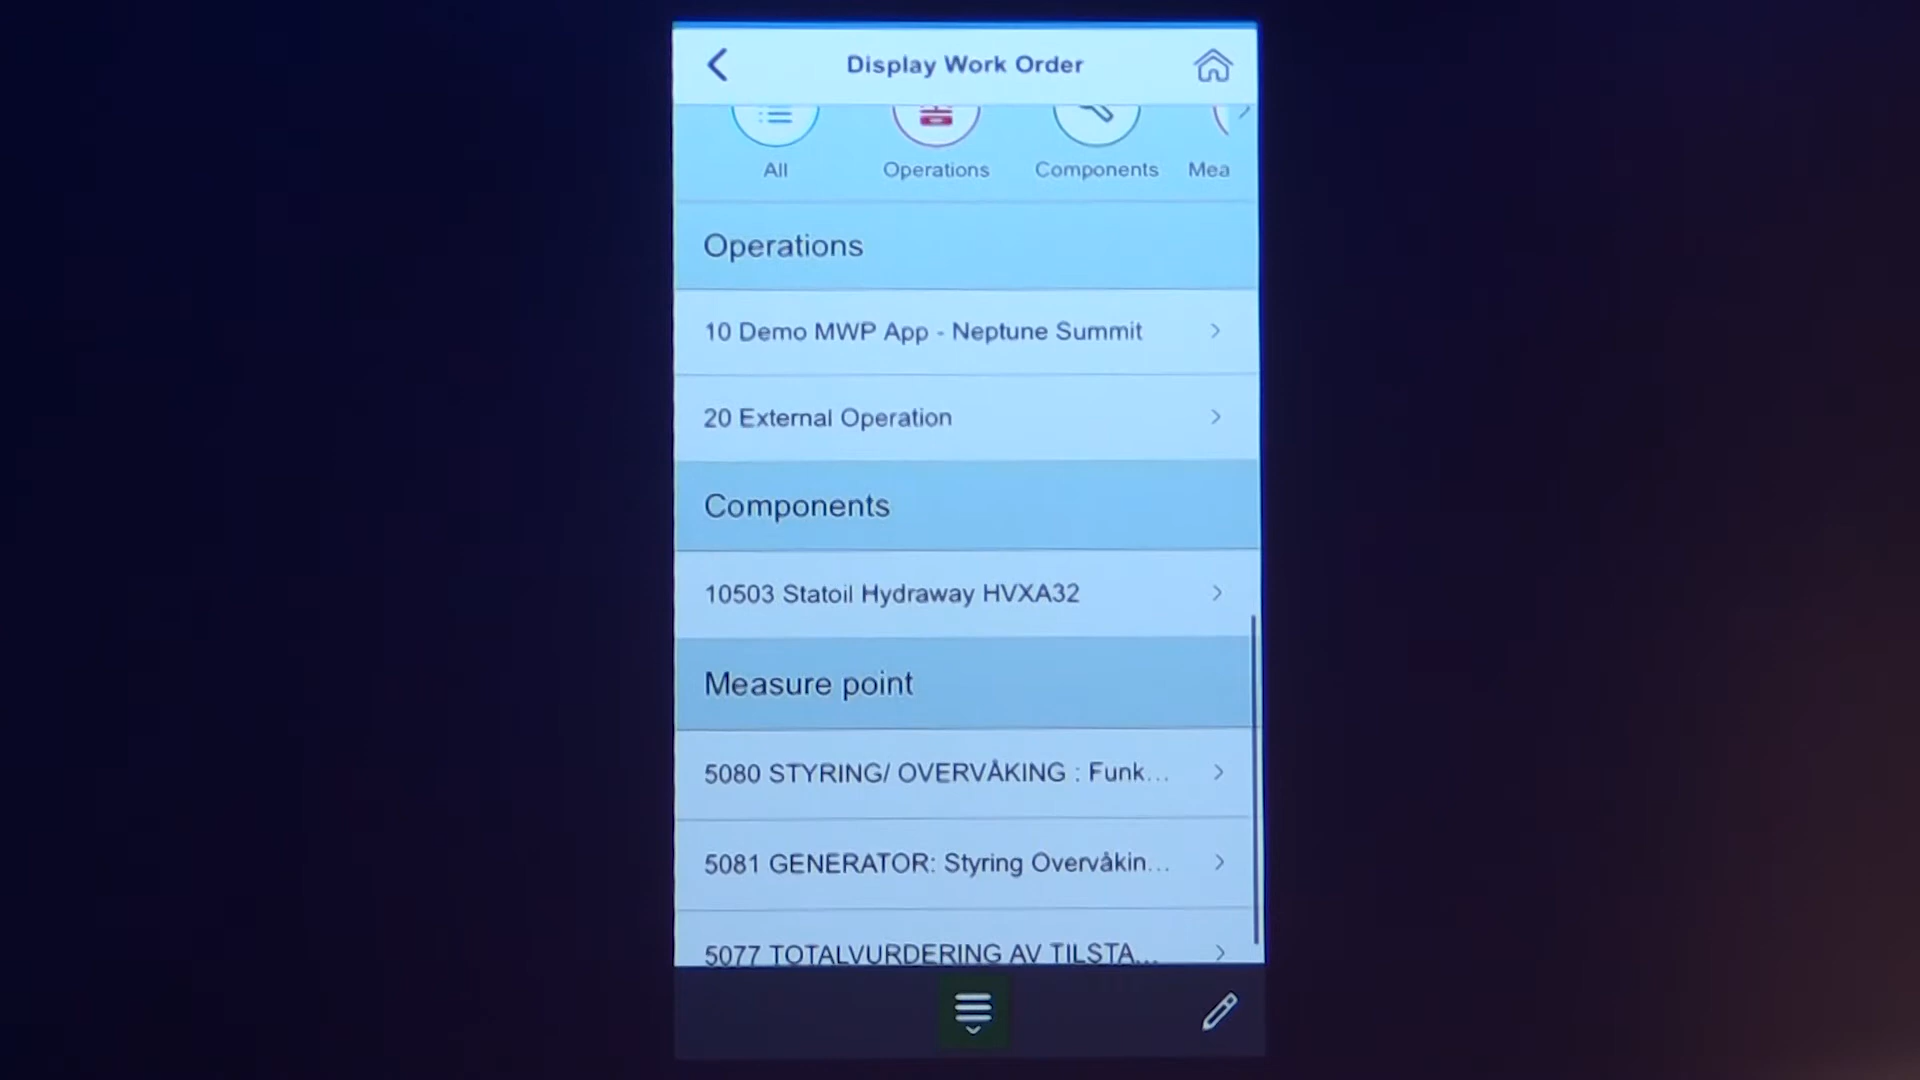 Display Work Order
All
Operations
Components
Mea
Operations
10 Demo MWP App - Neptune Summit
20 External Operation
Components
10503 Statoil Hydraway HVXA32
Measure point
5080 STYRING/ OVERVÅKING : Funk...
5081 GENERATOR: Styring Overvåkin...
5077 TOTALVURDERING AV TILSTA...